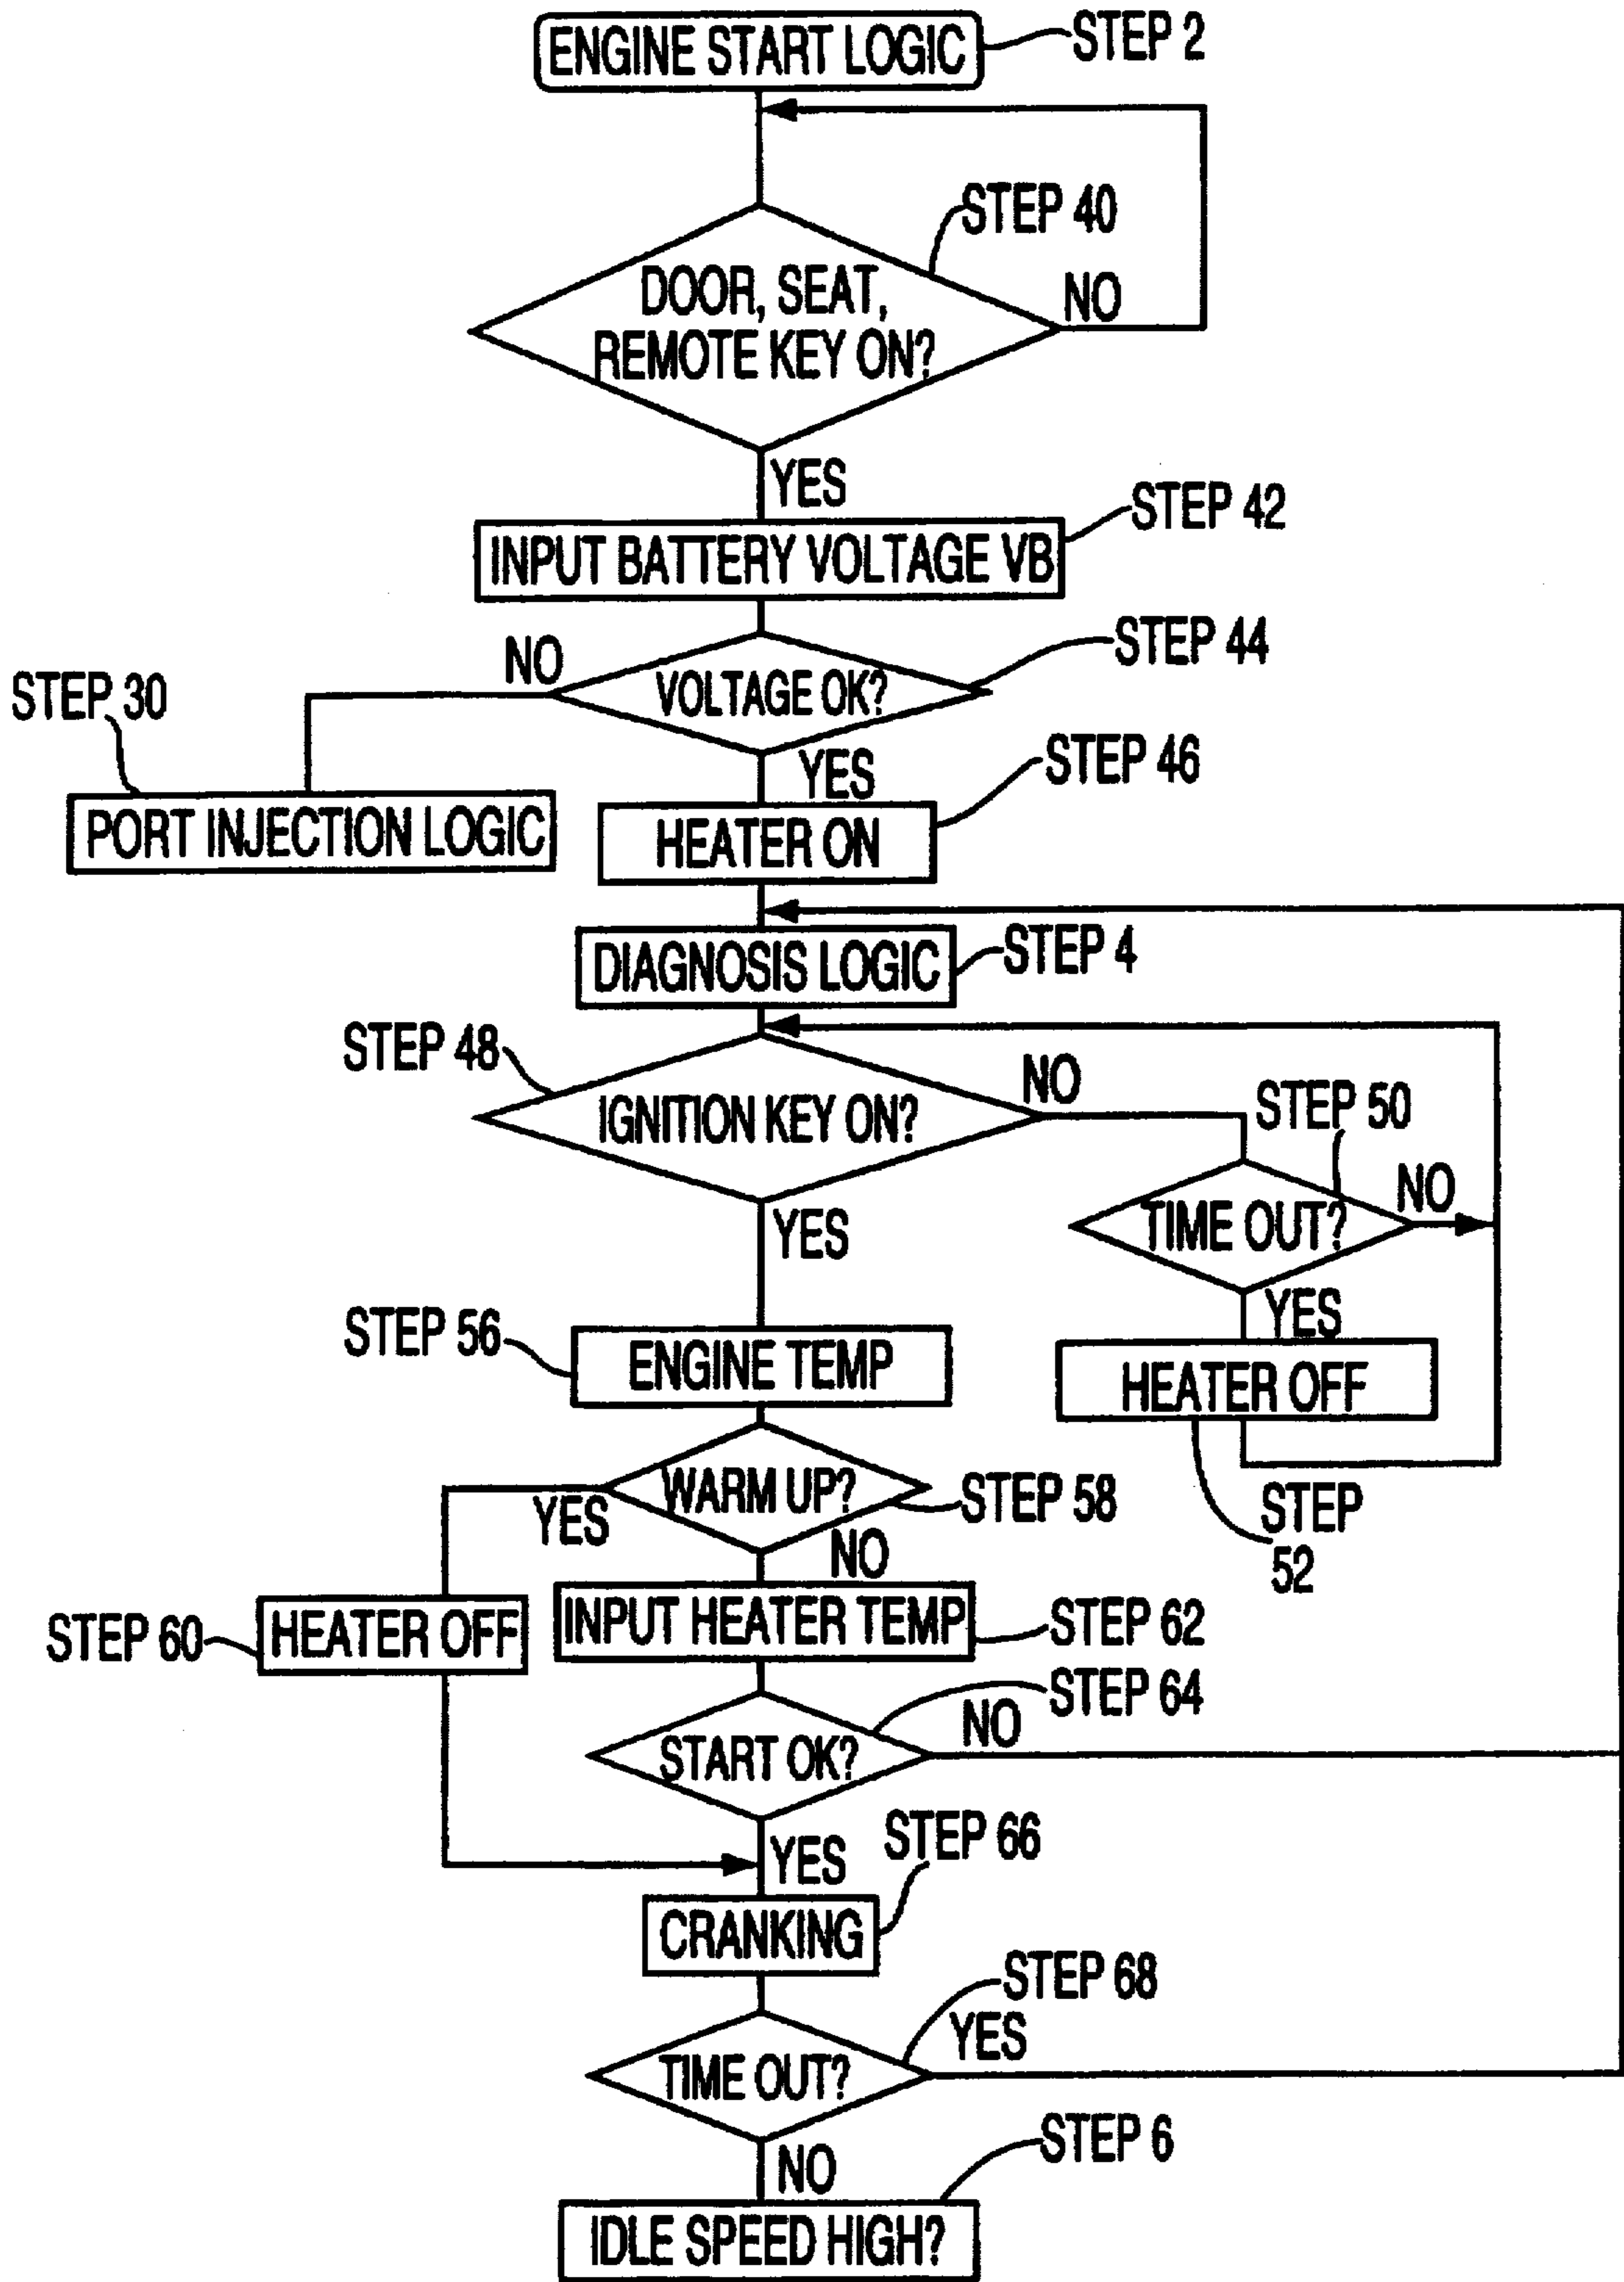 ENGINE START LOGIC
STEP 2
STEP 40
DOOR, SEAT,
REMOTE KEY ON?
NO
YES
STEP 42
INPUT BATTERY VOLTAGE VB
STEP 44
NO
VOLTAGE OK?
STEP 30
YES
STEP 46
PORT INJECTION LOGIC
HEATER ON
DIAGNOSIS LOGIC
STEP 4
STEP 48
IGNITION KEY ON?
NO
STEP 50
TIME OUT?
NO
YES
YES
STEP 56
ENGINE TEMP
HEATER OFF
WARM UP?
STEP 58
STEP
52
YES
NO
STEP 60
HEATER OFF
INPUT HEATER TEMP
STEP 62
STEP 64
START OK?
NO
YES
STEP 66
CRANKING
STEP 68
TIME OUT?
YES
NO
STEP 6
IDLE SPEED HIGH?